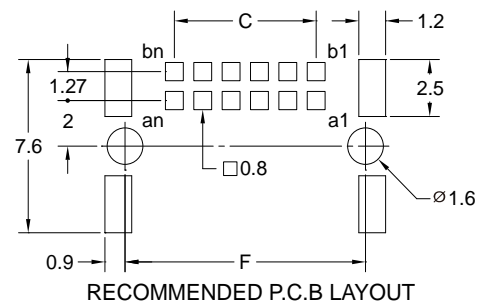 C
1.2
bn
b1
1.27
2.5
2
an
a1
7.6
□0.8
Ø1.6
0.9
F
RECOMMENDED P.C.B LAYOUT